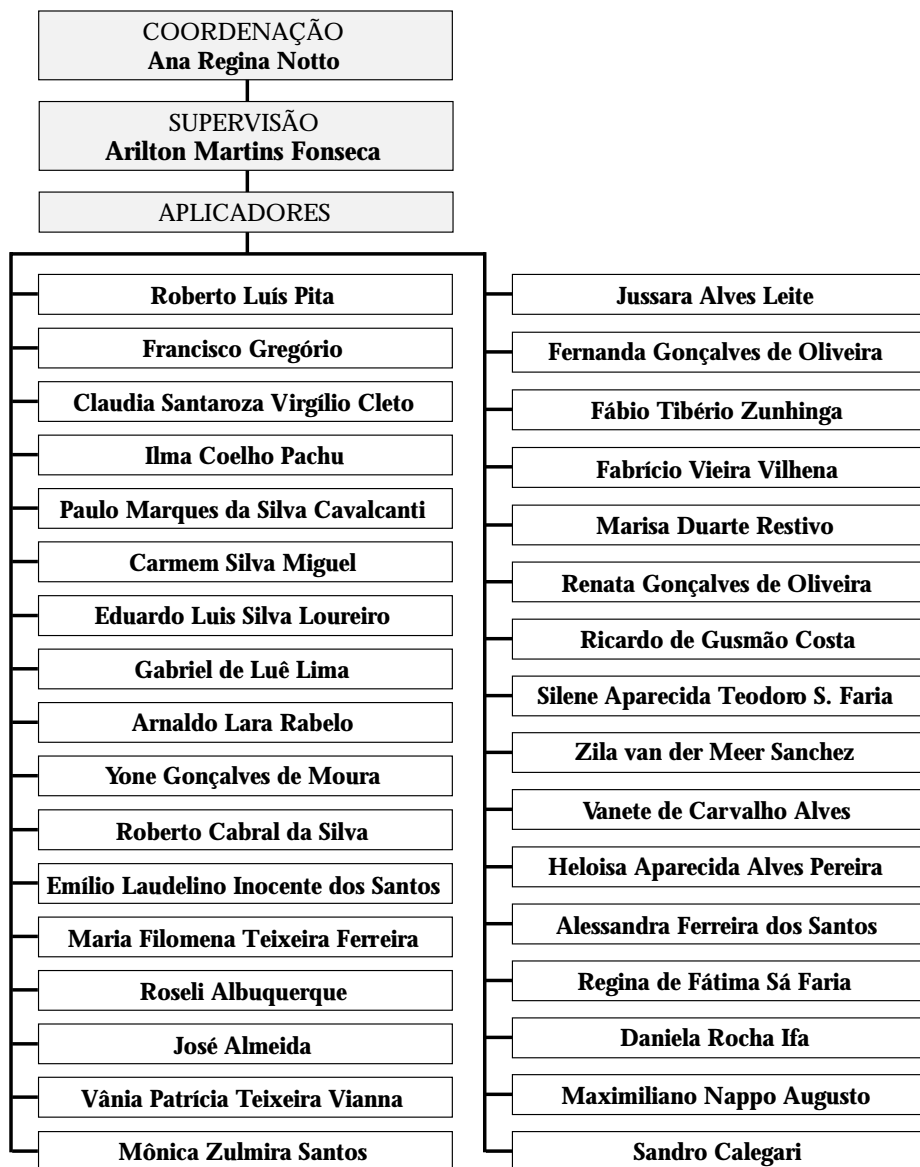 COORDENAÇÃO
Ana Regina Notto
SUPERVISÃO
Arilton Martins Fonseca
APLICADORES
Roberto Luís Pita
Francisco Gregório
Claudia Santaroza Virgílio Cleto
Ilma Coelho Pachu
Paulo Marques da Silva Cavalcanti
Carmem Silva Miguel
Eduardo Luis Silva Loureiro
Gabriel de Luê Lima
Arnaldo Lara Rabelo
Yone Gonçalves de Moura
Roberto Cabral da Silva
Emílio Laudelino Inocente dos Santos
Maria Filomena Teixeira Ferreira
Roseli Albuquerque
José Almeida
Vânia Patrícia Teixeira Vianna
Mônica Zulmira Santos
Jussara Alves Leite
Fernanda Gonçalves de Oliveira
Fábio Tibério Zunhinga
Fabrício Vieira Vilhena
Marisa Duarte Restivo
Renata Gonçalves de Oliveira
Ricardo de Gusmão Costa
Silene Aparecida Teodoro S. Faria
Zila van der Meer Sanchez
Vanete de Carvalho Alves
Heloisa Aparecida Alves Pereira
Alessandra Ferreira dos Santos
Regina de Fátima Sá Faria
Daniela Rocha Ifa
Maximiliano Nappo Augusto
Sandro Calegari